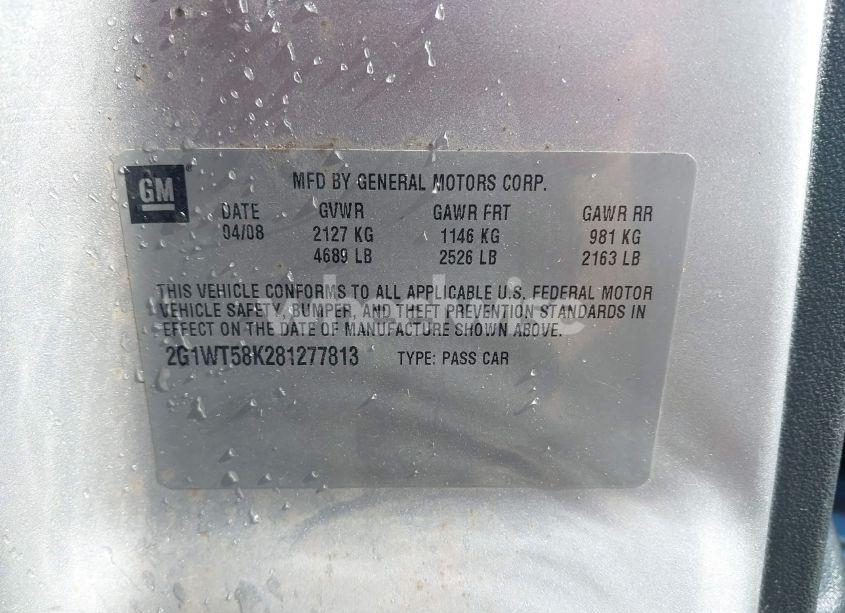 GM
MFD BY GENERAL MOTORS CORP.
DATE GVWR GAWR FRT GAWR RR
04/08 2127 KG 1146 KG 981 KG
4689 LB 2526 LB 2163 LB
THIS VEHICLE CONFORMS TO ALL APPLICABLE U.S. FEDERAL MOTOR
VEHICLE SAFETY, BUMPER, AND THEFT PREVENTION STANDARDS IN
EFFECT ON THE DATE OF MANUFACTURE SHOWN ABOVE.
2G1WT58K281277813 TYPE: PASS CAR